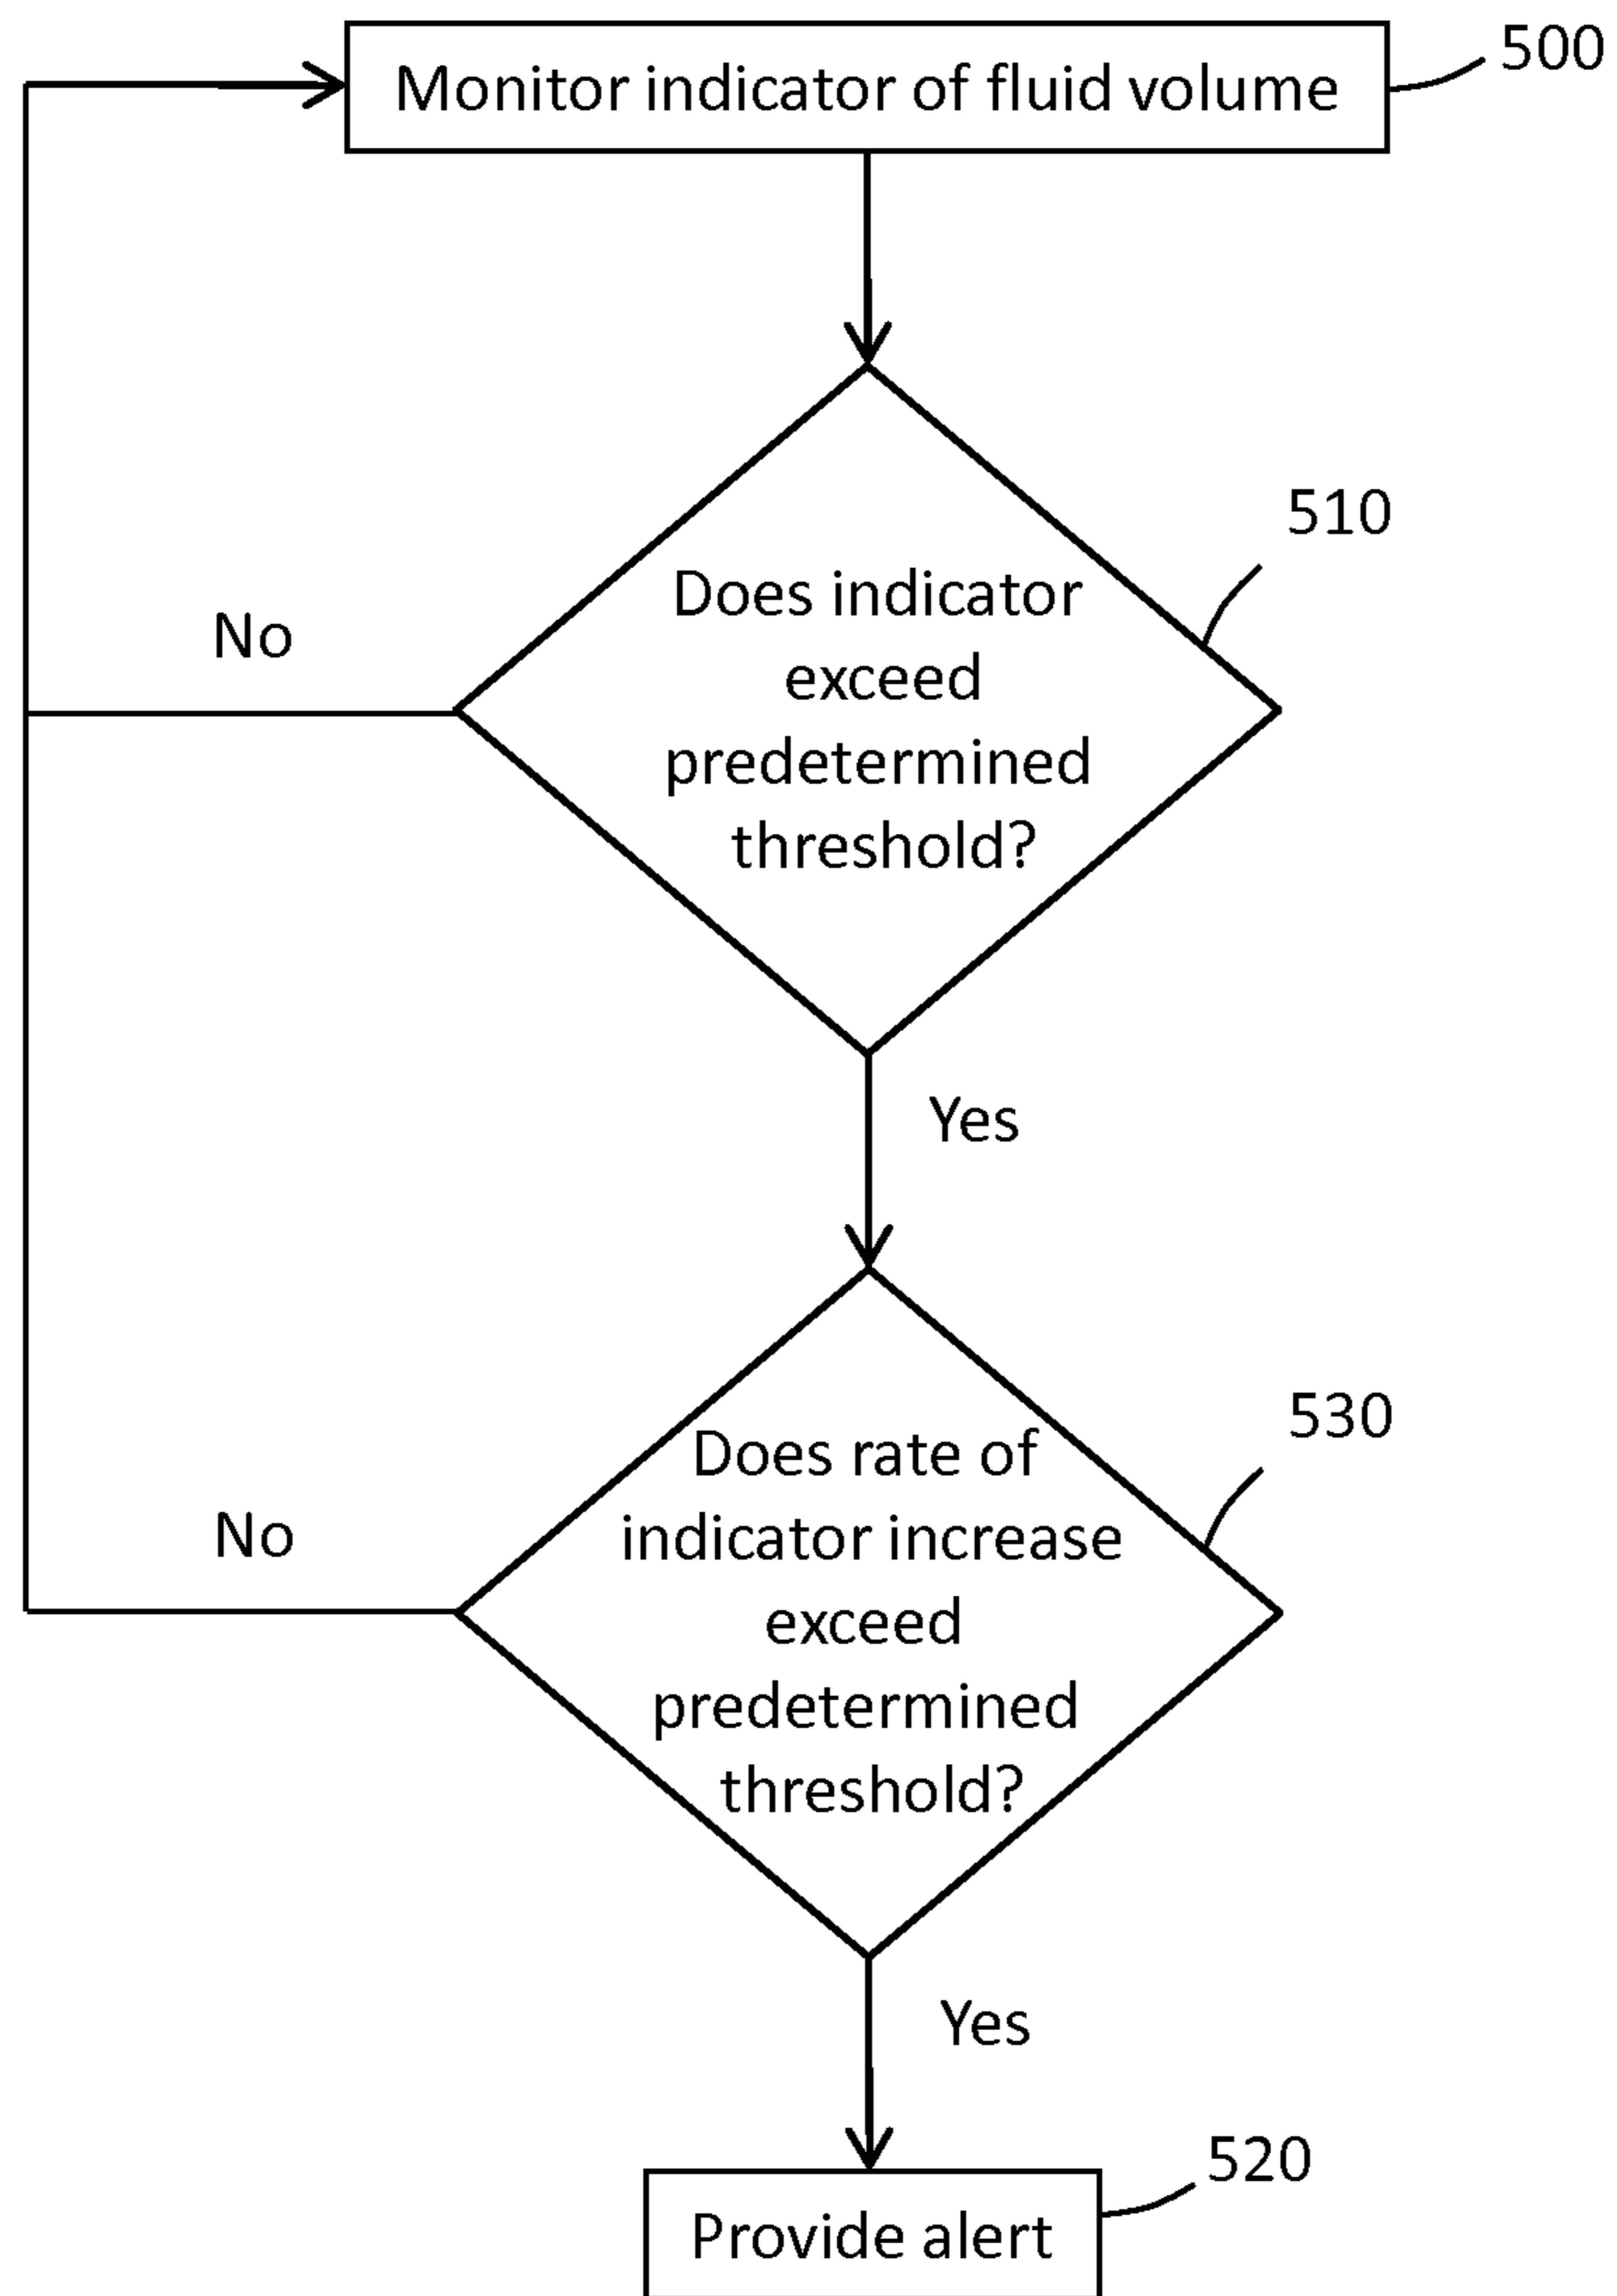 Monitor indicator of fluid volume
500
510
Does indicator
exceed
predetermined
threshold?
No
Yes
530
Does rate of
indicator increase
exceed
predetermined
threshold?
No
Yes
520
Provide alert